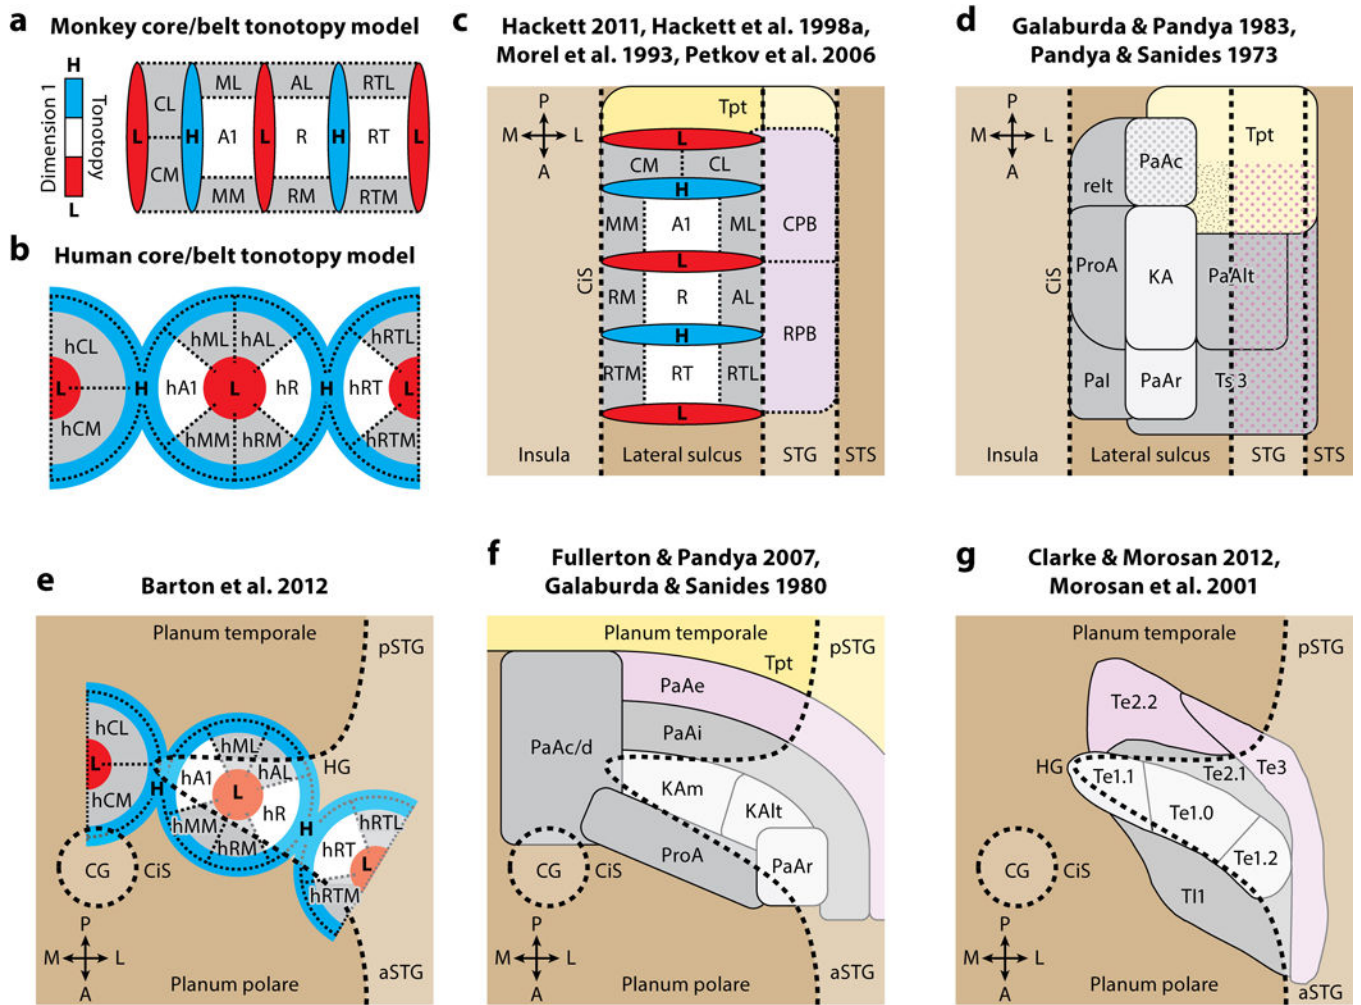 a Monkey core/belt tonotopy model
H
Dimension 1
Tonotopy
L
CL ML AL RTL
L H A1 L R H RT L
CM MM RM RTM
b Human core/belt tonotopy model
hCL hML hAL hRTL
L H hA1 L hR H hRT L
hCM hMM hRM hRTM
c Hackett 2011, Hackett et al. 1998a,
Morel et al. 1993, Petkov et al. 2006
P
M L
A
Tpt
L
CM CL
H
MM A1 ML CPB
L
CiS
RM R AL
H
RPB
RTM RT RTL
L
Insula Lateral sulcus STG STS
d Galaburda & Pandya 1983,
Pandya & Sanides 1973
P
M L
A
Tpt
PaAc
reIt
CiS
ProA KA PaAlt
PaI PaAr Ts 3
Insula Lateral sulcus STG STS
e Barton et al. 2012
Planum temporale
pSTG
hCL hML
L hA1 hAL HG
H L
hCM hMM hR
hRM H hRTL
hRT L
hRTM
CG CiS
P
M L
A
Planum polare
aSTG
f Fullerton & Pandya 2007,
Galaburda & Sanides 1980
Planum temporale
Tpt pSTG
PaAe
PaAi
PaAc/d
KAm
KAlt
ProA PaAr
CG CiS
P
M L
A
Planum polare
aSTG
g Clarke & Morosan 2012,
Morosan et al. 2001
Planum temporale
pSTG
Te2.2
HG Te1.1 Te2.1 Te3
Te1.0
Te1.2
TI1
CG CiS
P
M L
A
Planum polare
aSTG